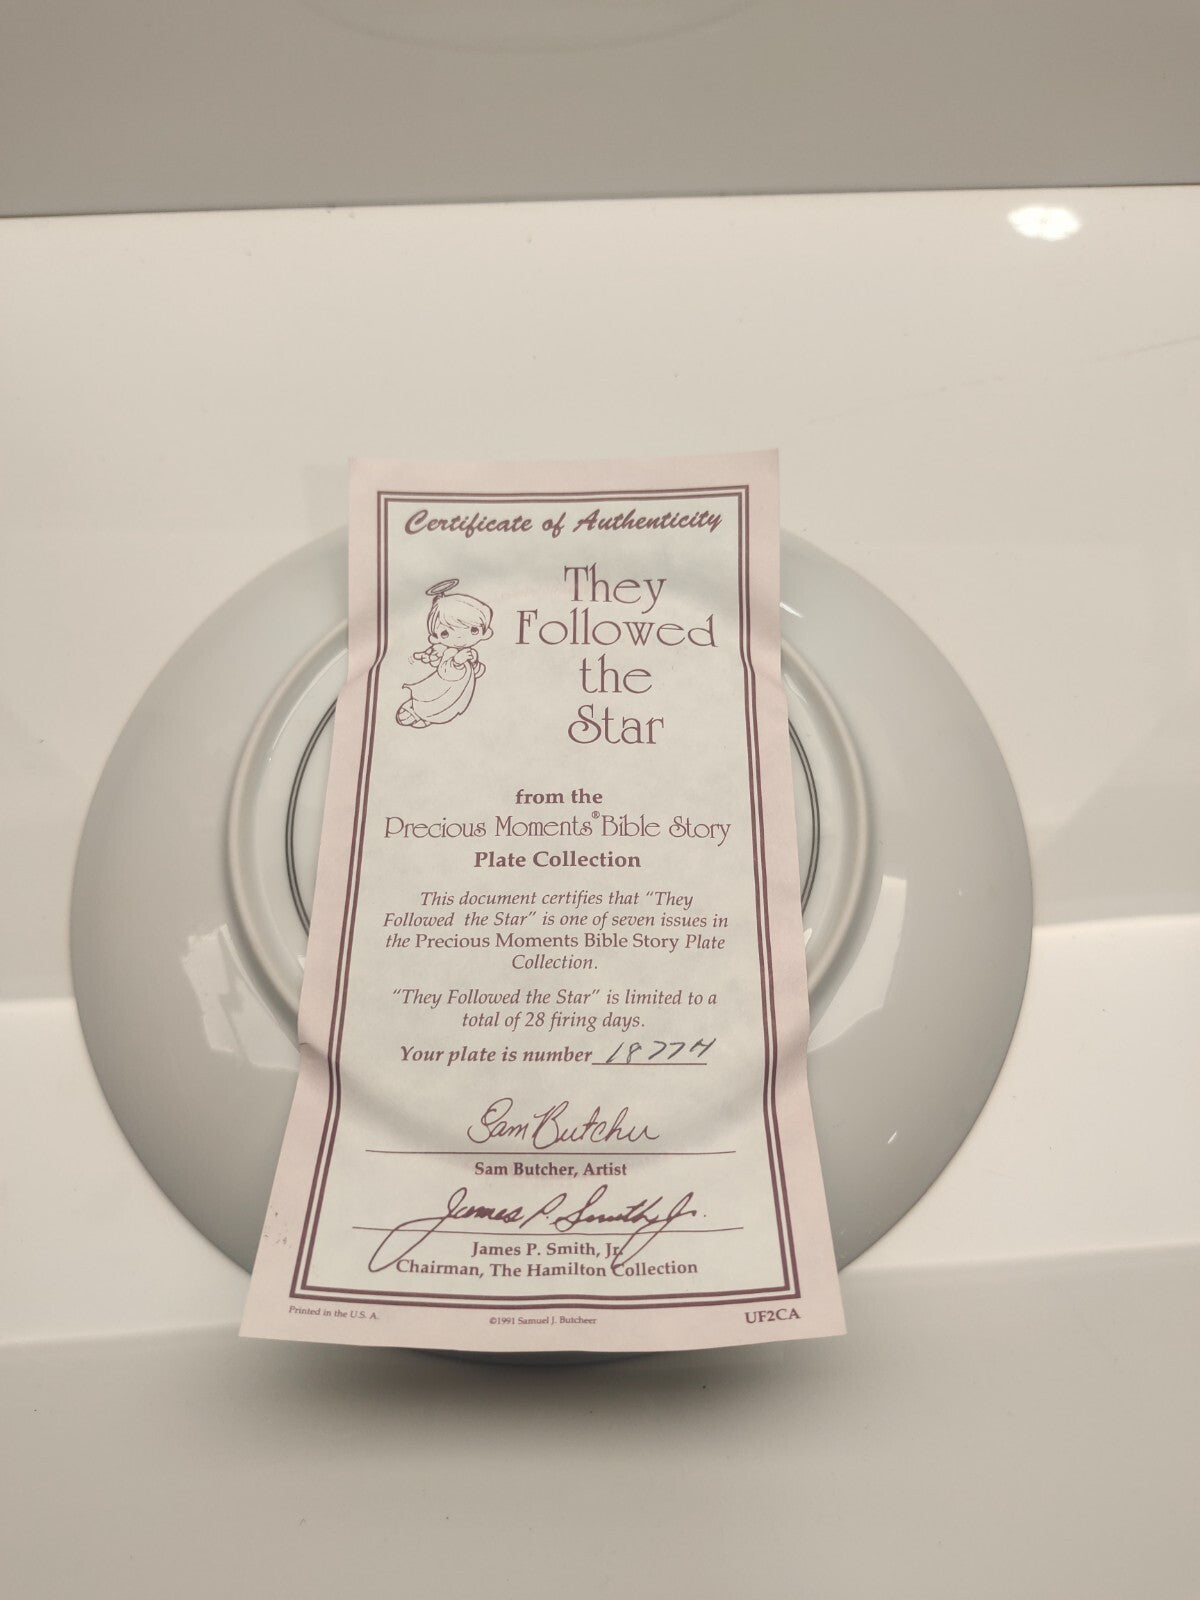 Certificate of Authenticity
They
Followed
the
Star
from the
Precious Moments® Bible Story
Plate Collection
This document certifies that "They
Followed the Star" is one of seven issues in
the Precious Moments Bible Story Plate
Collection.
"They Followed the Star" is limited to a
total of 28 firing days.
Your plate is number 1877H
Sam Butcher
Sam Butcher, Artist
James P. Smith, Jr.
James P. Smith, Jr.
Chairman, The Hamilton Collection
Printed in the U.S. A.
©1991 Samuel J. Butcheer
UF2CA